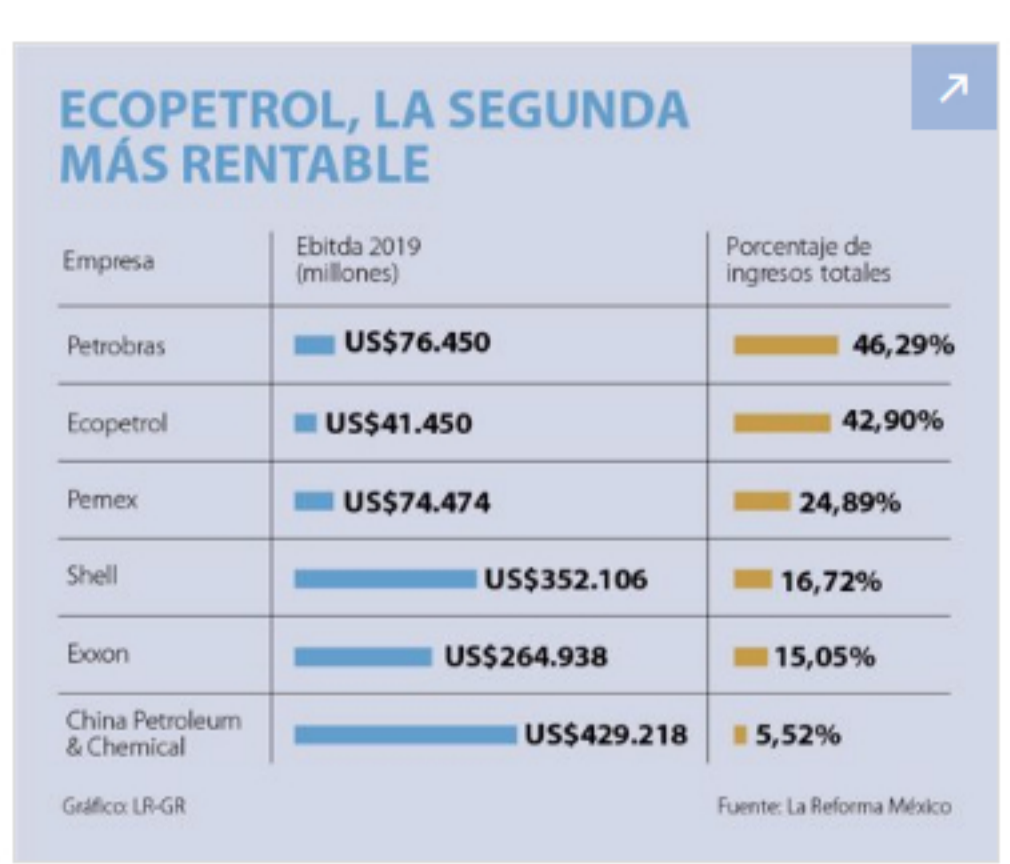 ECOPETROL, LA SEGUNDA
MÁS RENTABLE
Empresa
Ebitda 2019
(millones)
Porcentaje de
ingresos totales
Petrobras US$76.450 46,29%
Ecopetrol US$41.450 42,90%
Pemex US$74.474 24,89%
Shell US$352.106 16,72%
Exxon US$264.938 15,05%
China Petroleum
& Chemical US$429.218 5,52%
Gráfico: LR-GR
Fuente: La Reforma México